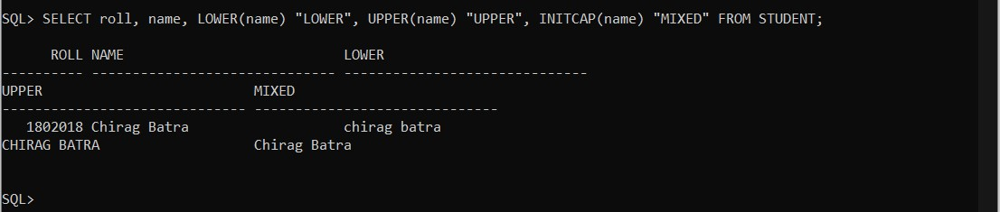 SQL> SELECT roll, name, LOWER(name) "LOWER", UPPER(name) "UPPER", INITCAP(name) "MIXED" FROM STUDENT;
ROLL NAME LOWER
---------- ------------------------------ ------------------------------
UPPER MIXED
------------------------------ ------------------------------
1802018 Chirag Batra chirag batra
CHIRAG BATRA Chirag Batra
SQL>